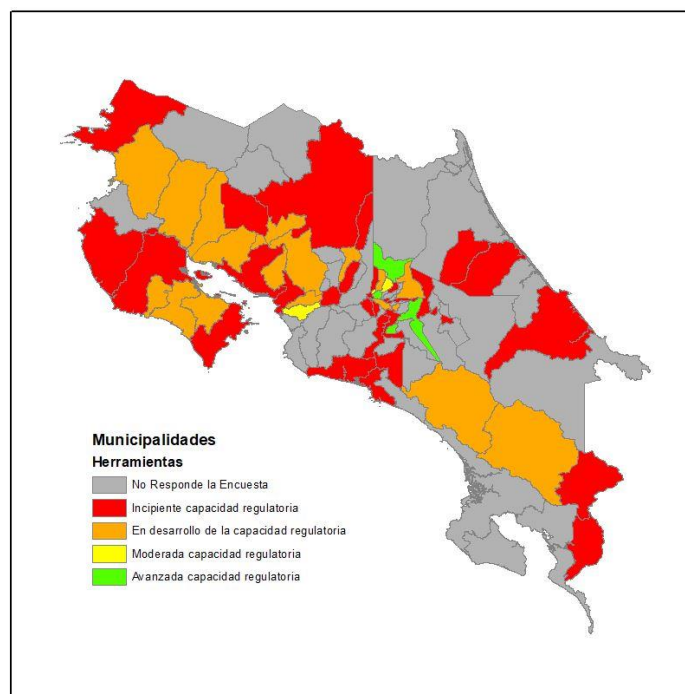 Municipalidades
Herramientas
No Responde la Encuesta
Incipiente capacidad regulatoria
En desarrollo de la capacidad regulatoria
Moderada capacidad regulatoria
Avanzada capacidad regulatoria